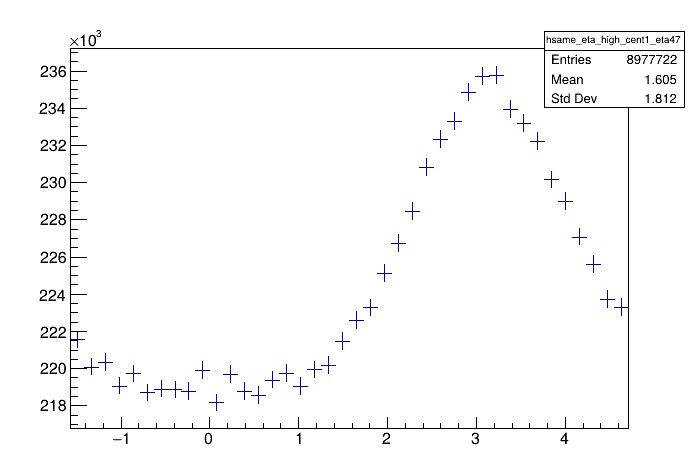 ×10³
hsame_eta_high_cent1_eta47
Entries 8977722
Mean 1.605
Std Dev 1.812
236
234
232
230
228
226
224
222
220
218
−1 0 1 2 3 4